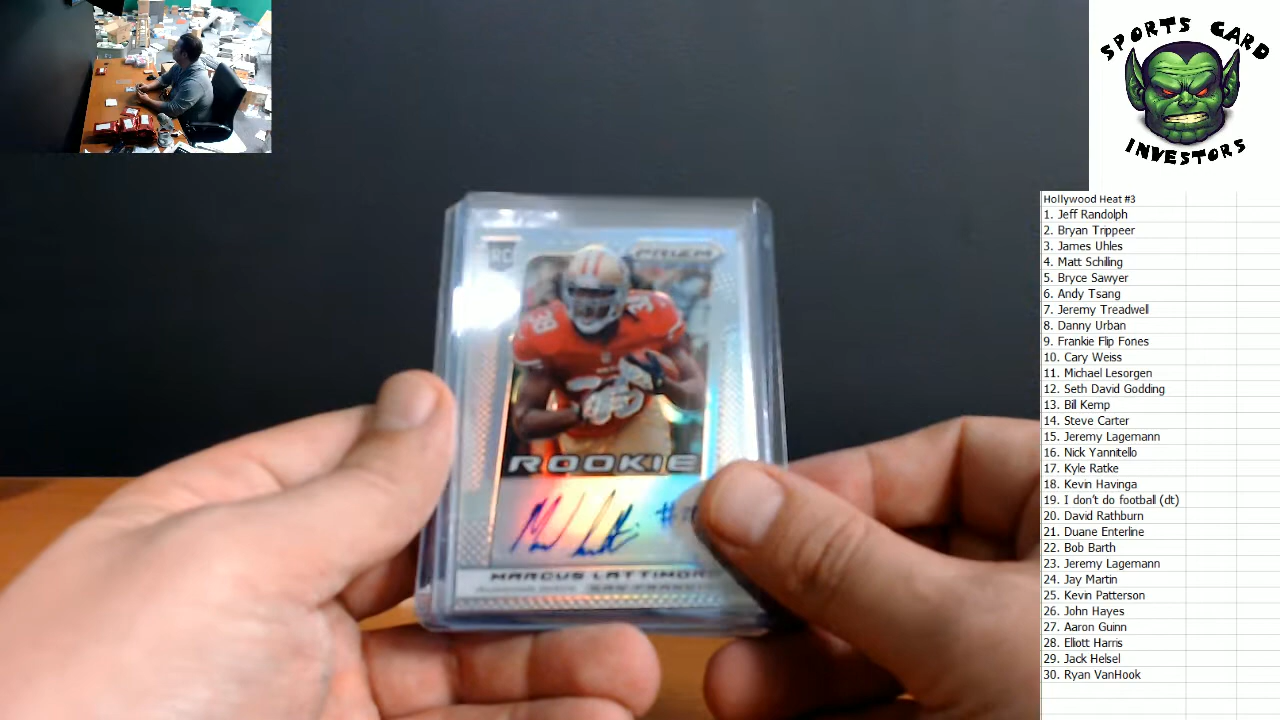 SPORTS CARD
INVESTORS
Hollywood Heat #3
1. Jeff Randolph
2. Bryan Trippeer
3. James Uhles
4. Matt Schiling
5. Bryce Sawyer
6. Andy Tsang
7. Jeremy Treadwell
8. Danny Urban
9. Frankie Flip Fones
10. Cary Weiss
11. Michael Lesorgen
12. Seth David Godding
13. Bill Kemp
14. Steve Carter
15. Jeremy Lagemann
16. Nick Yannitello
17. Kyle Ratke
18. Kevin Havinga
19. I don't do football (dt)
20. David Rathburn
21. Duane Enterline
22. Bob Barth
23. Jeremy Lagemann
24. Jay Martin
25. Kevin Patterson
26. John Hayes
27. Aaron Guinn
28. Eliott Harris
29. Jack Helsel
30. Ryan VanHook
RC
PRIZM
38
ROOKIE
MARCUS LATTIMORE
SAN